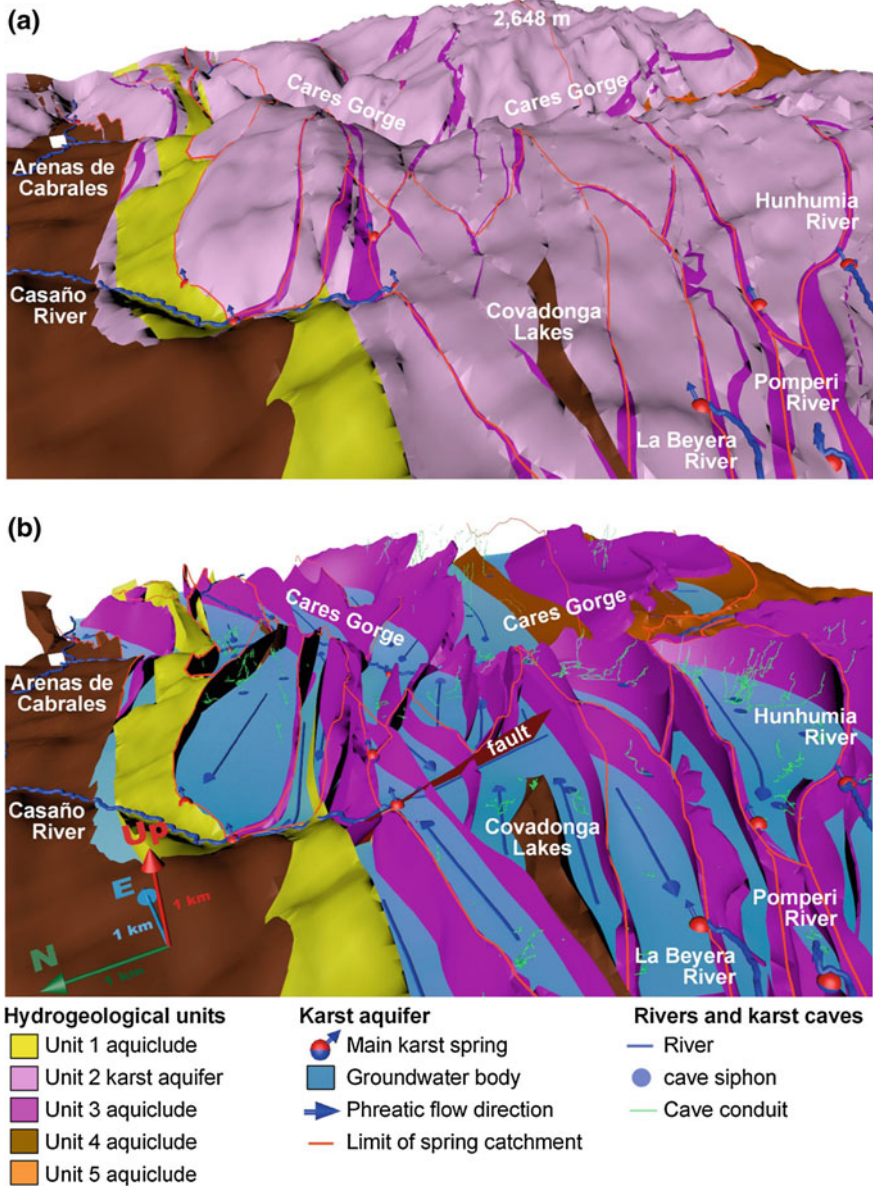 (a)
2,648 m
Cares Gorge
Cares Gorge
Arenas de
Cabrales
Hunhumia
River
Casaño
River
Covadonga
Lakes
Pomperi
River
La Beyera
River
(b)
Cares Gorge
Cares Gorge
Arenas de
Cabrales
Hunhumia
River
fault
Casaño
River
Covadonga
Lakes
UP
E
1 km
1 km
N
1 km
Pomperi
River
La Beyera
River
Hydrogeological units
Unit 1 aquiclude
Unit 2 karst aquifer
Unit 3 aquiclude
Unit 4 aquiclude
Unit 5 aquiclude
Karst aquifer
Main karst spring
Groundwater body
Phreatic flow direction
Limit of spring catchment
Rivers and karst caves
River
cave siphon
Cave conduit